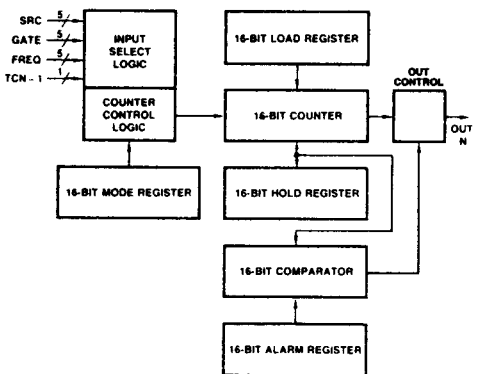 SRC 5
GATE 5
FREQ 5
TCN-1 1
INPUT
SELECT
LOGIC
COUNTER
CONTROL
LOGIC
16-BIT MODE REGISTER
16-BIT LOAD REGISTER
16-BIT COUNTER
16-BIT HOLD REGISTER
16-BIT COMPARATOR
16-BIT ALARM REGISTER
OUT
CONTROL
OUT
N